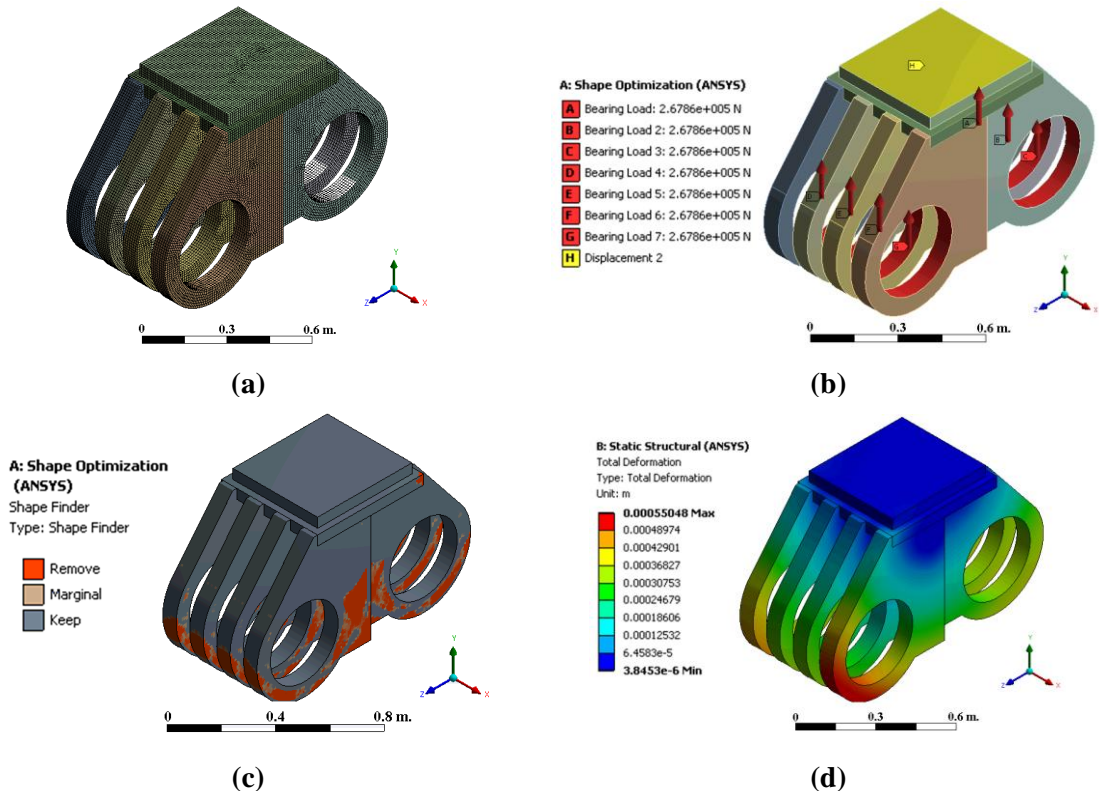 0 0.3 0.6 m.
Y
Z X
(a)
A: Shape Optimization (ANSYS)
A Bearing Load: 2.6786e+005 N
B Bearing Load 2: 2.6786e+005 N
C Bearing Load 3: 2.6786e+005 N
D Bearing Load 4: 2.6786e+005 N
E Bearing Load 5: 2.6786e+005 N
F Bearing Load 6: 2.6786e+005 N
G Bearing Load 7: 2.6786e+005 N
H Displacement 2
H
A
B
Y
Z X
0 0.3 0.6 m.
(b)
A: Shape Optimization
(ANSYS)
Shape Finder
Type: Shape Finder
Remove
Marginal
Keep
Y
Z X
0 0.4 0.8 m.
(c)
B: Static Structural (ANSYS)
Total Deformation
Type: Total Deformation
Unit: m
0.00055048 Max
0.00048974
0.00042901
0.00036827
0.00030753
0.00024679
0.00018606
0.00012532
6.4583e-5
3.8453e-6 Min
Y
Z X
0 0.3 0.6 m.
(d)